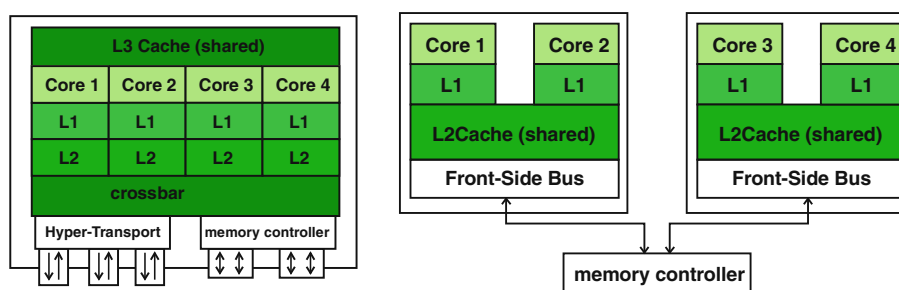 L3 Cache (shared)
Core 1 Core 2 Core 3 Core 4
L1 L1 L1 L1
L2 L2 L2 L2
crossbar
Hyper-Transport memory controller
Core 1 Core 2
L1 L1
L2Cache (shared)
Front-Side Bus
Core 3 Core 4
L1 L1
L2Cache (shared)
Front-Side Bus
memory controller